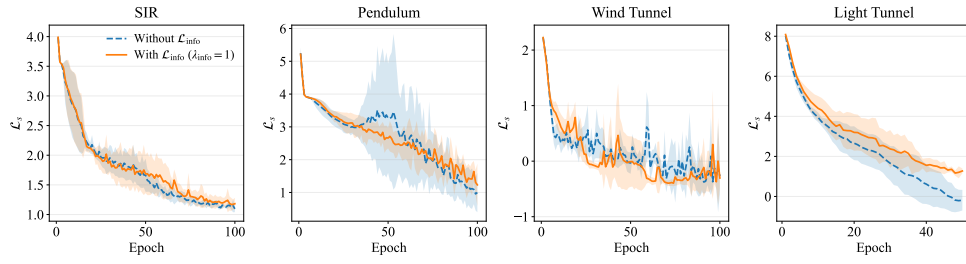 SIR
4.0
3.5
3.0
2.5
2.0
1.5
1.0
ℒₛ
Without ℒ_info
With ℒ_info (λ_info = 1)
0
50
100
Epoch
Pendulum
6
5
4
3
2
1
ℒₛ
0
50
100
Epoch
Wind Tunnel
2
1
0
−1
ℒₛ
0
50
100
Epoch
Light Tunnel
8
6
4
2
0
ℒₛ
0
20
40
Epoch